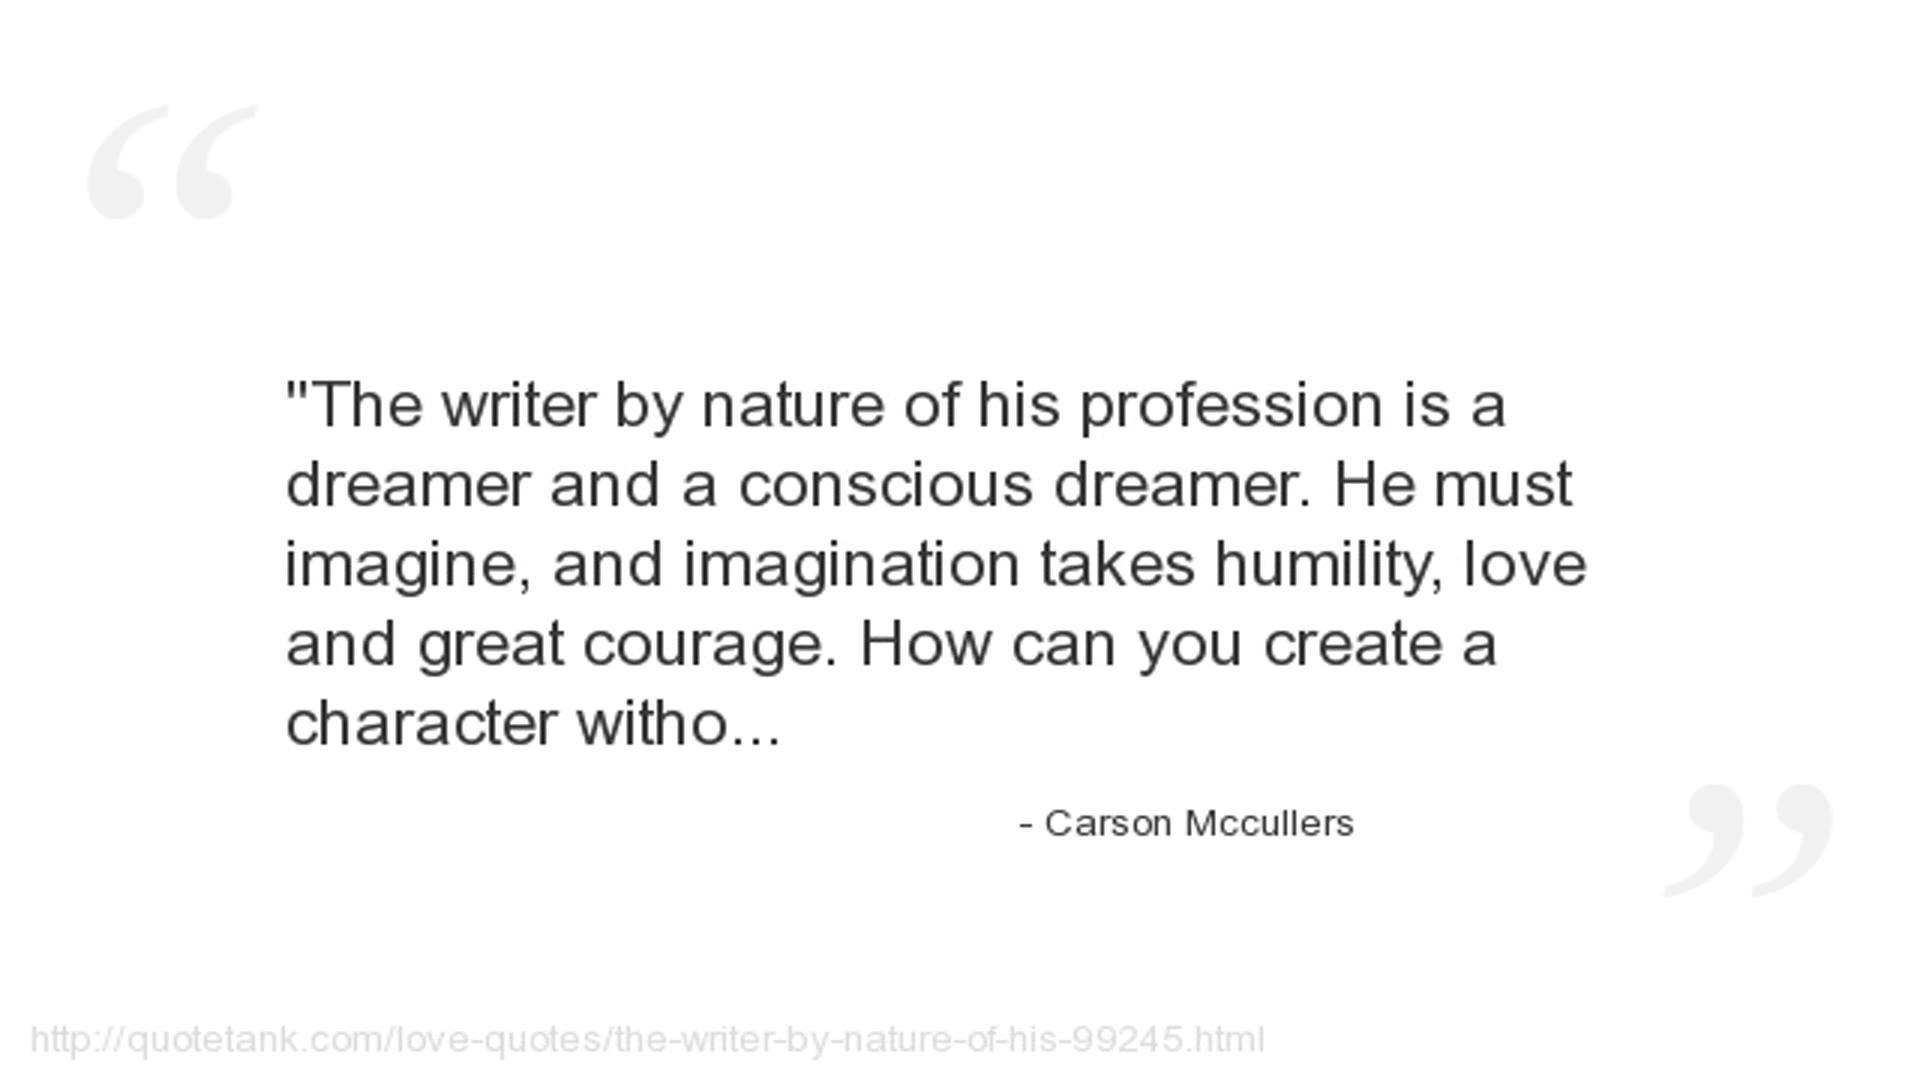 "The writer by nature of his profession is a
dreamer and a conscious dreamer. He must
imagine, and imagination takes humility, love
and great courage. How can you create a
character witho...
- Carson Mccullers
http://quotetank.com/love-quotes/the-writer-by-nature-of-his-99245.html